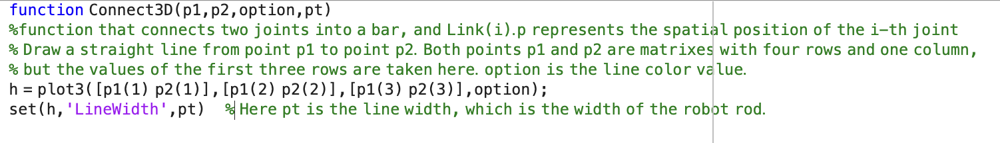 function Connect3D(p1,p2,option,pt)
%function that connects two joints into a bar, and Link(i).p represents the spatial position of the i-th joint
% Draw a straight line from point p1 to point p2. Both points p1 and p2 are matrixes with four rows and one column,
% but the values of the first three rows are taken here. option is the line color value.
h = plot3([p1(1) p2(1)],[p1(2) p2(2)],[p1(3) p2(3)],option);
set(h,'LineWidth',pt)  % Here pt is the line width, which is the width of the robot rod.